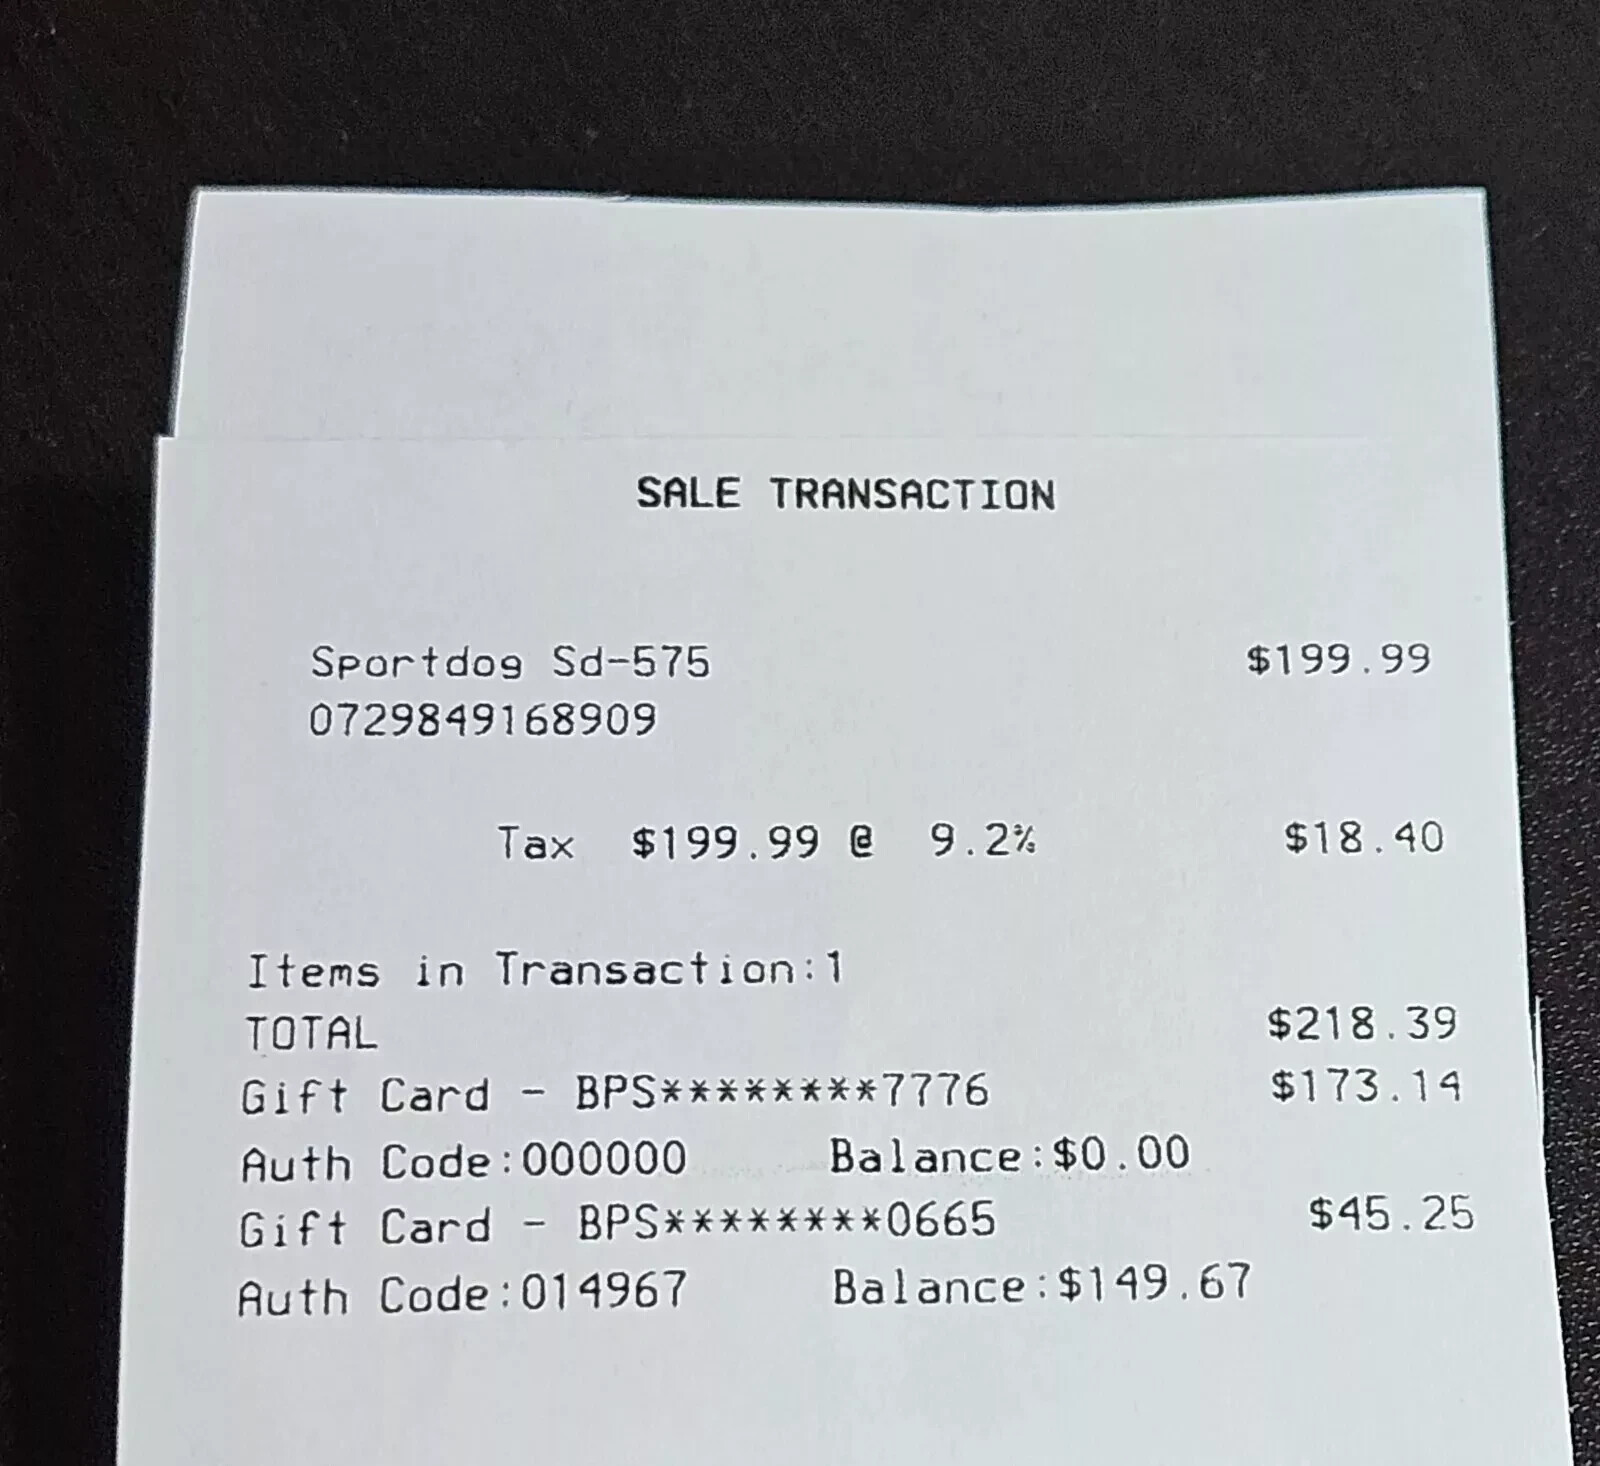 SALE TRANSACTION
Sportdog Sd-575 $199.99
0729849168909
Tax $199.99 @ 9.2% $18.40
Items in Transaction:1
TOTAL $218.39
Gift Card - BPS********7776 $173.14
Auth Code:000000 Balance:$0.00
Gift Card - BPS********0665 $45.25
Auth Code:014967 Balance:$149.67